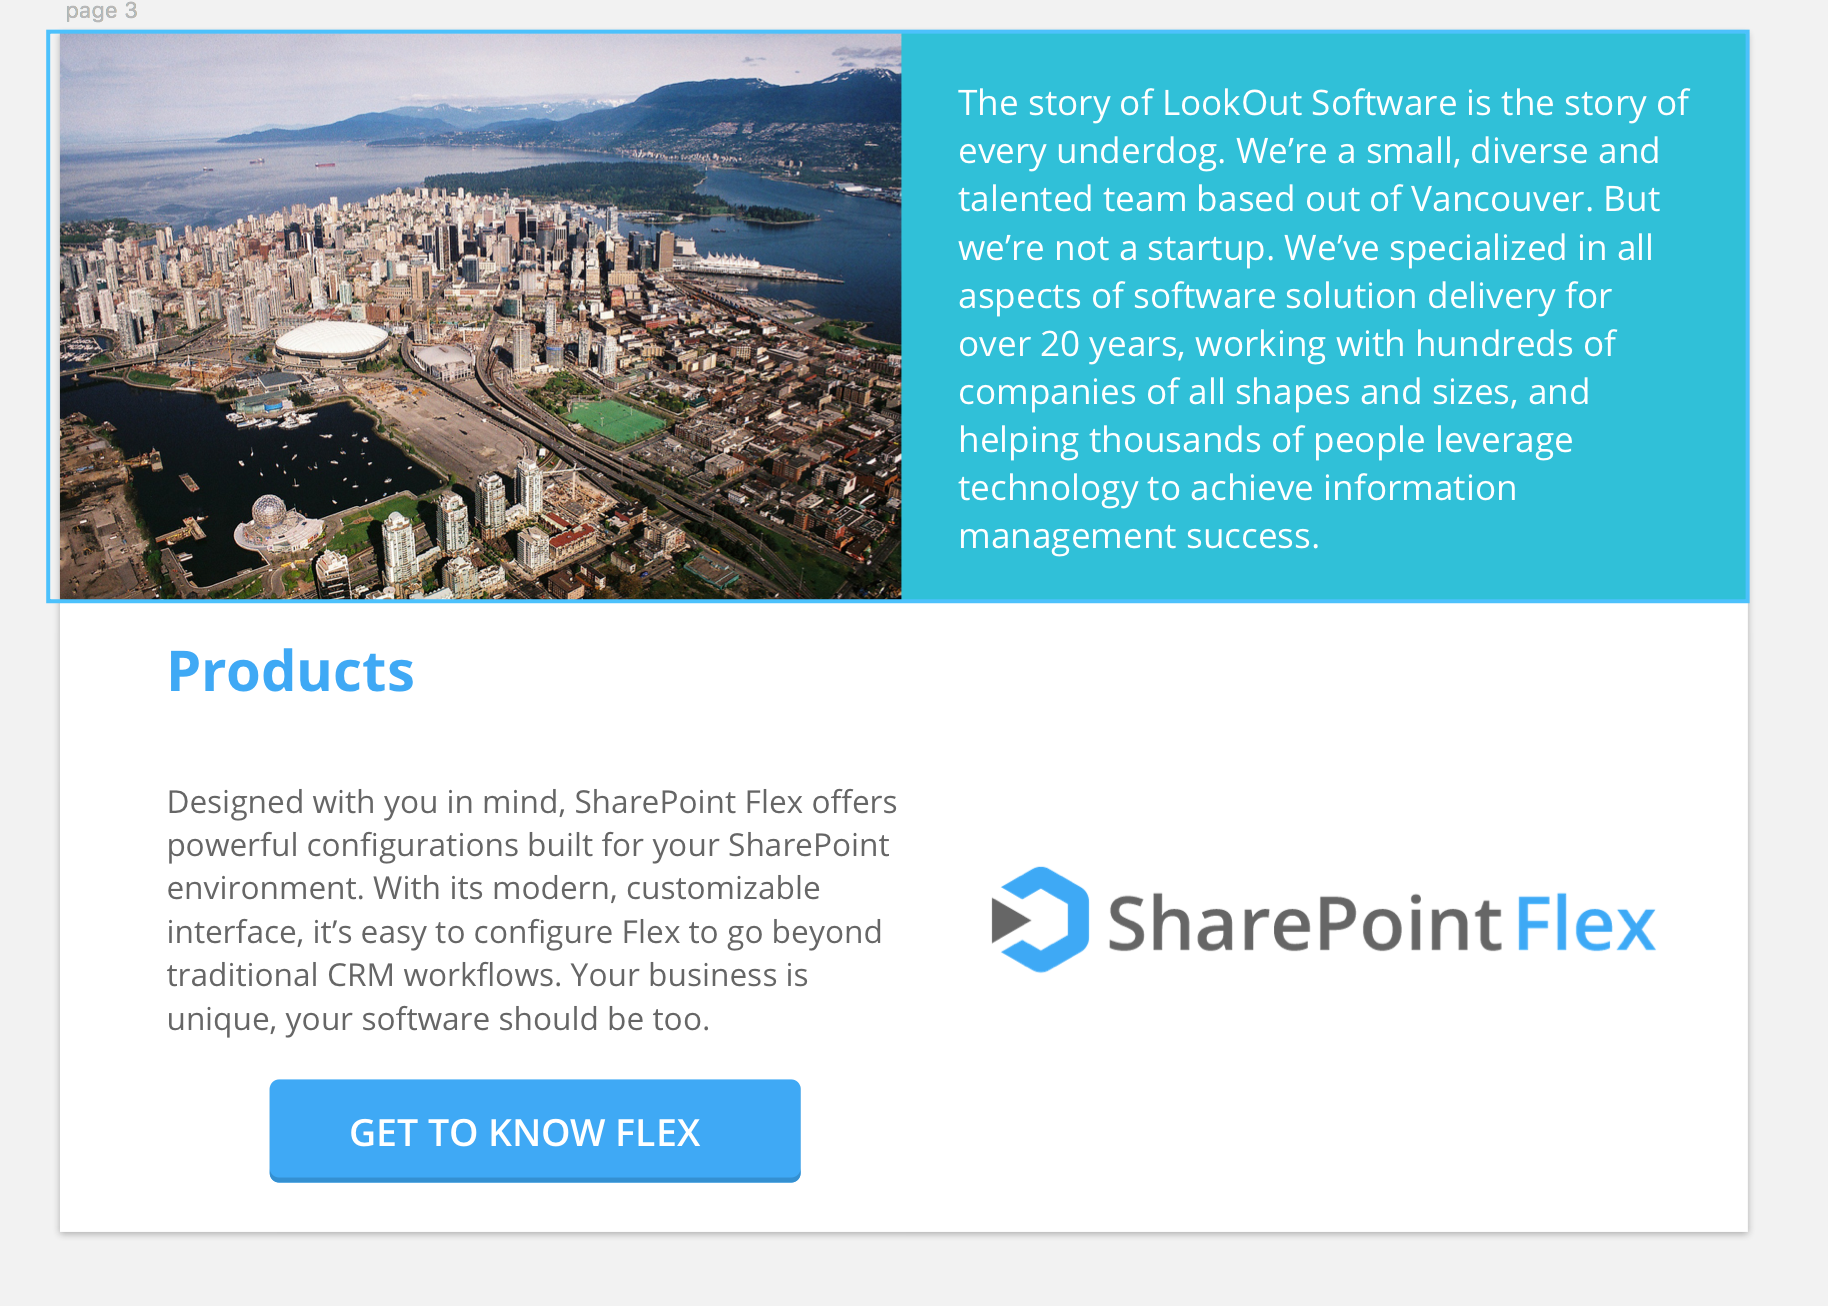 page 3
The story of LookOut Software is the story of
every underdog. We’re a small, diverse and
talented team based out of Vancouver. But
we’re not a startup. We’ve specialized in all
aspects of software solution delivery for
over 20 years, working with hundreds of
companies of all shapes and sizes, and
helping thousands of people leverage
technology to achieve information
management success.
Products
Designed with you in mind, SharePoint Flex offers
powerful configurations built for your SharePoint
environment. With its modern, customizable
interface, it’s easy to configure Flex to go beyond
traditional CRM workflows. Your business is
unique, your software should be too.
SharePoint Flex
GET TO KNOW FLEX